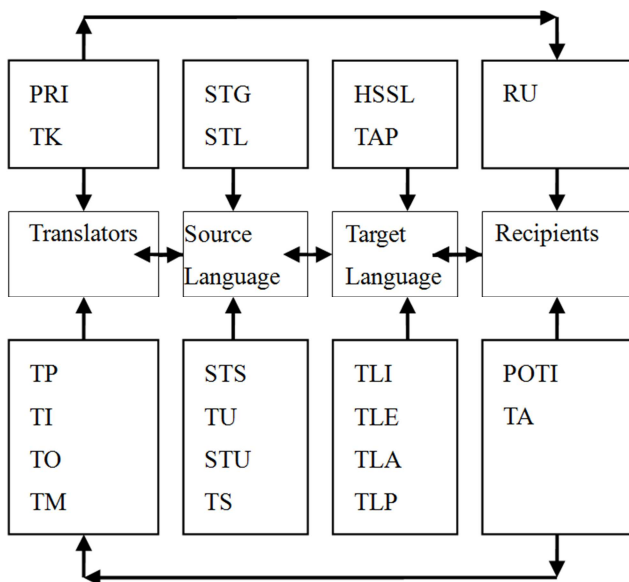 PRI
TK
STG
STL
HSSL
TAP
RU
Translators
Source
Language
Target
Language
Recipients
TP
TI
TO
TM
STS
TU
STU
TS
TLI
TLE
TLA
TLP
POTI
TA